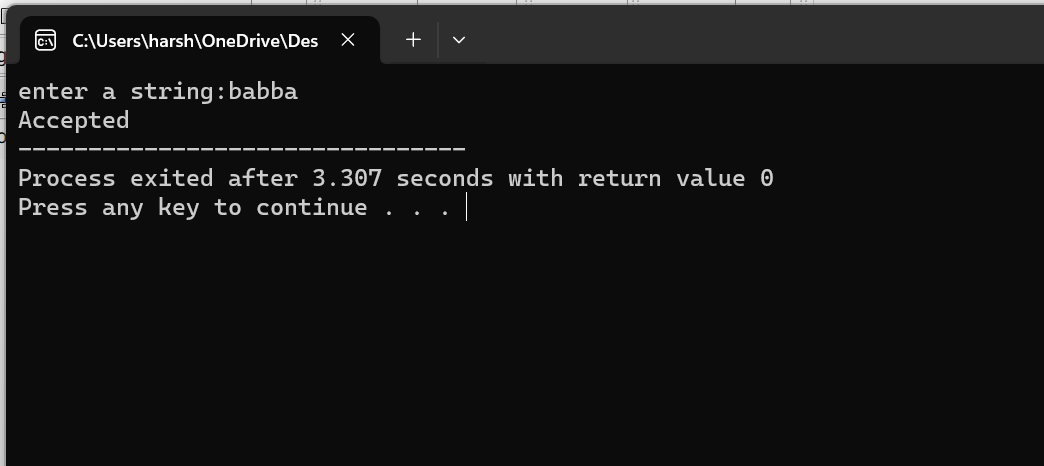 C:\Users\harsh\OneDrive\Des
enter a string:babba
Accepted
--------------------------------
Process exited after 3.307 seconds with return value 0
Press any key to continue . . .